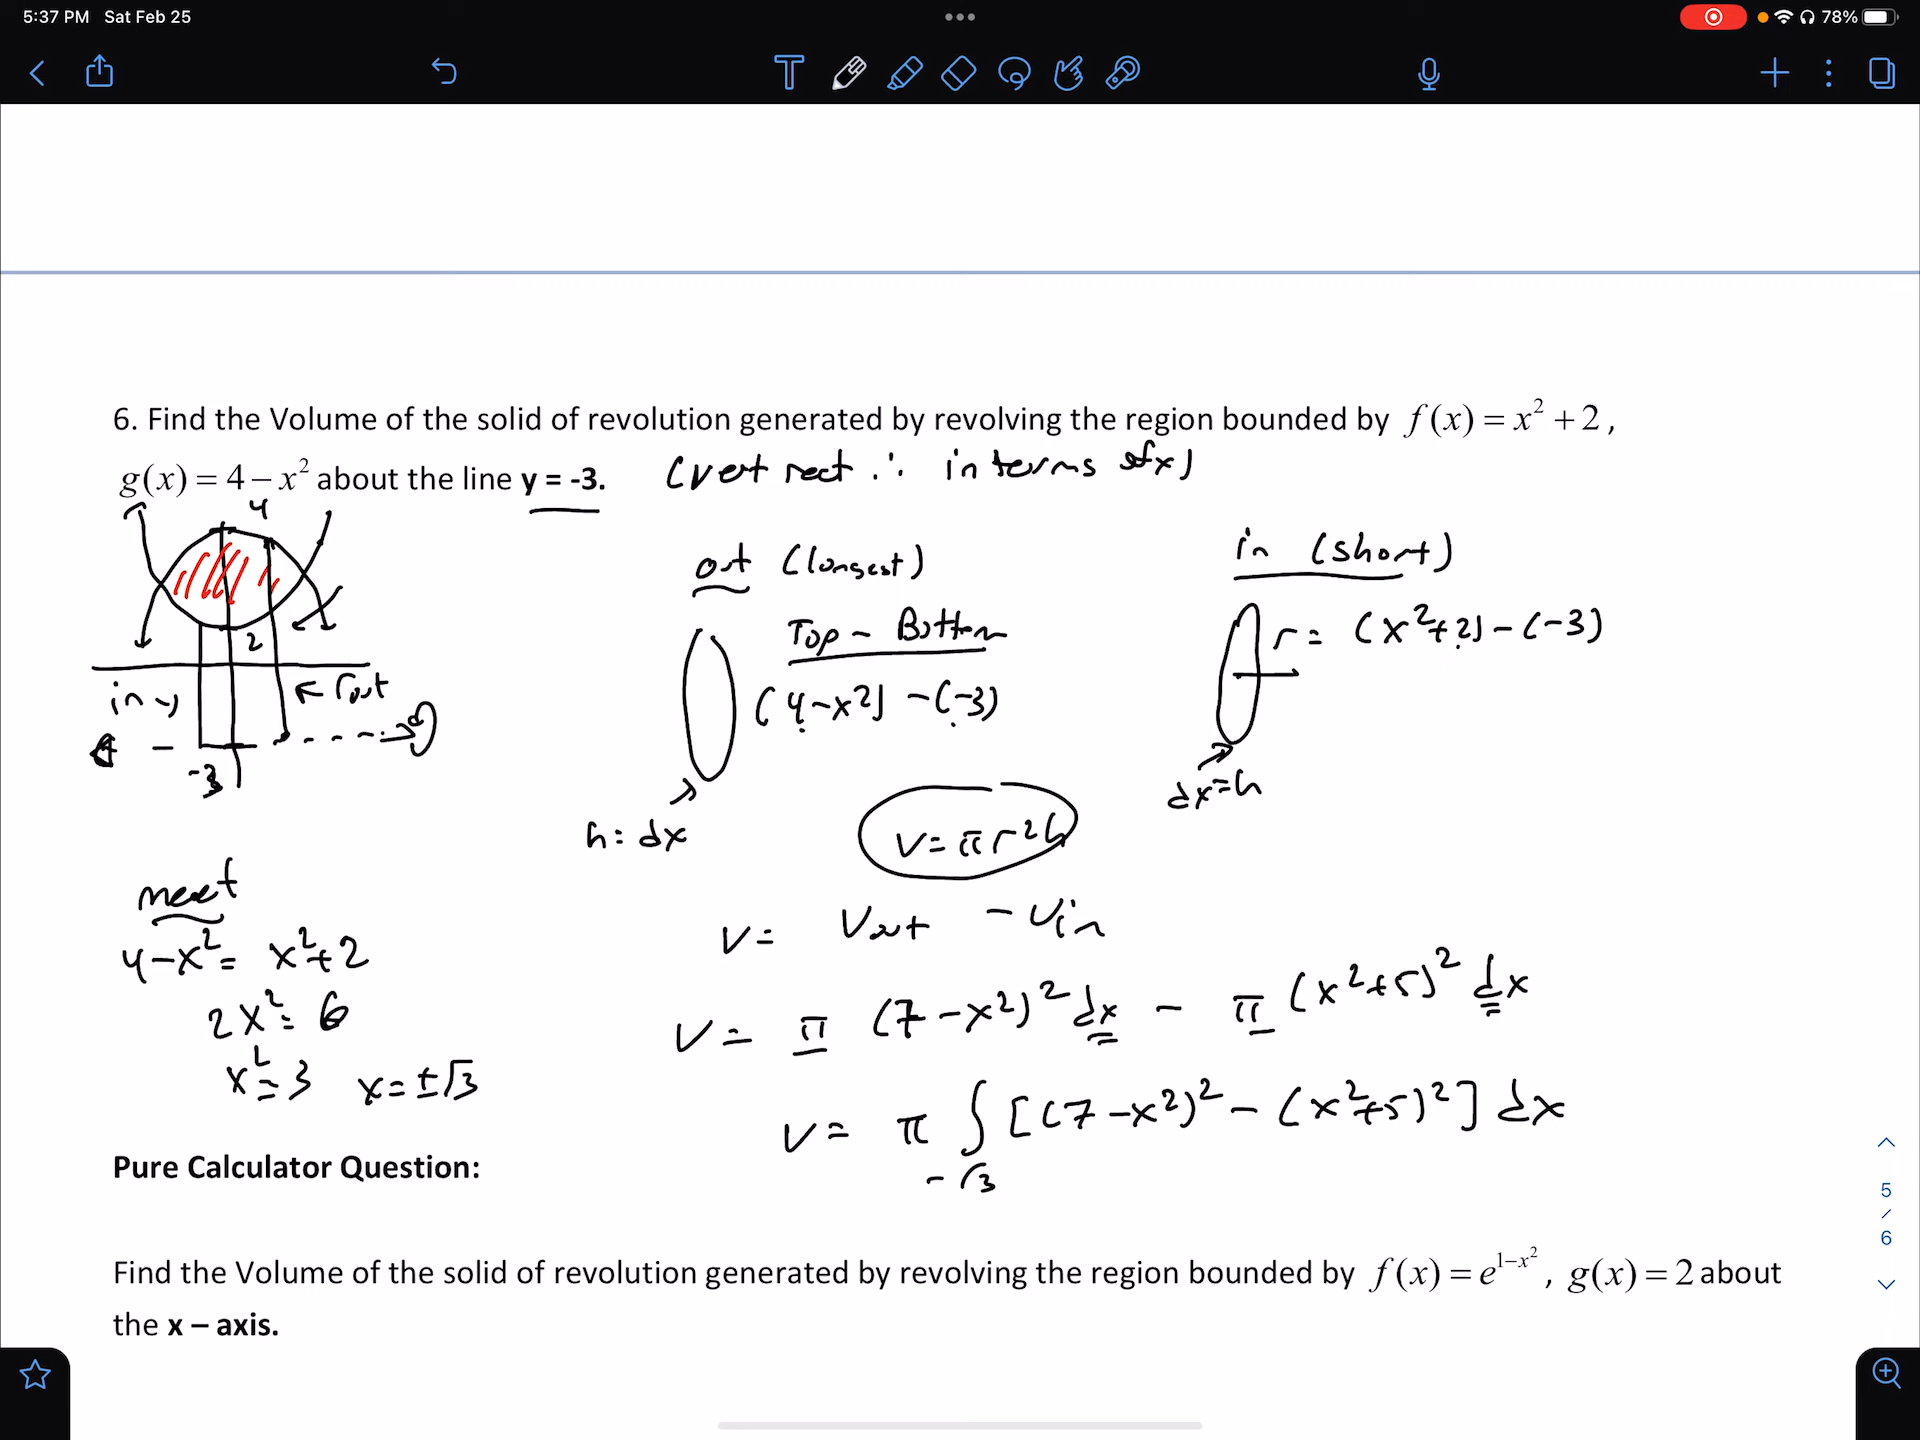 5:37 PM Sat Feb 25
78%
6. Find the Volume of the solid of revolution generated by revolving the region bounded by f(x) = x² + 2,
g(x) = 4 − x² about the line y = -3. (vert rect ∴ in terms of x)
4
2
in
rout
-3
out (longest)
Top - Bottom
(4-x²) -(-3)
h = dx
in (short)
r = (x²+2) - (-3)
dx = h
V = πr²h
meet
4-x² = x²+2
2x² = 6
x² = 3 x = ±√3
V = Vout - Vin
V = π (7-x²)² dx - π (x²+5)² dx
V = π ∫ [(7-x²)² - (x²+5)²] dx
-√3
Pure Calculator Question:
Find the Volume of the solid of revolution generated by revolving the region bounded by f(x) = e^{1−x²}, g(x) = 2 about
the x – axis.
5
/
6